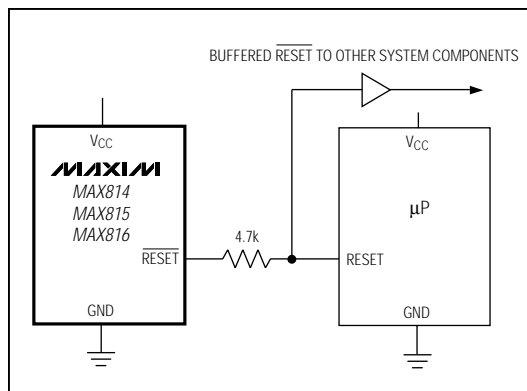 BUFFERED RESET TO OTHER SYSTEM COMPONENTS
VCC
MAXIM
MAX814
MAX815
MAX816
RESET
GND
4.7k
VCC
µP
RESET
GND